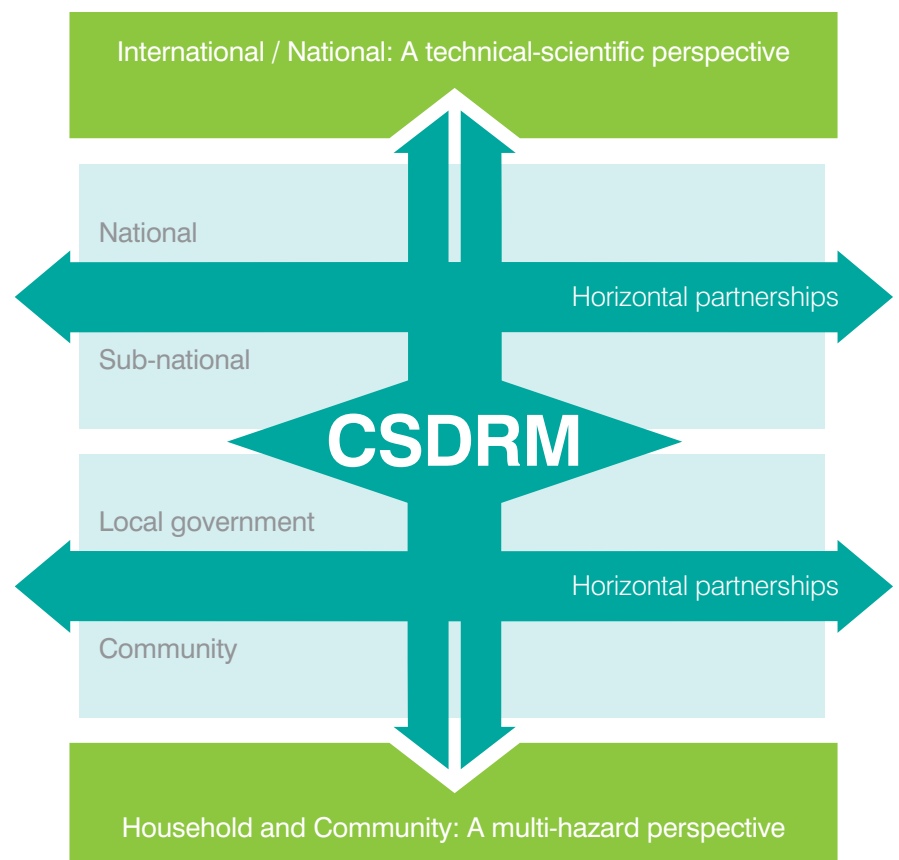 International / National: A technical-scientific perspective
National
Horizontal partnerships
Sub-national
CSDRM
Local government
Horizontal partnerships
Community
Household and Community: A multi-hazard perspective